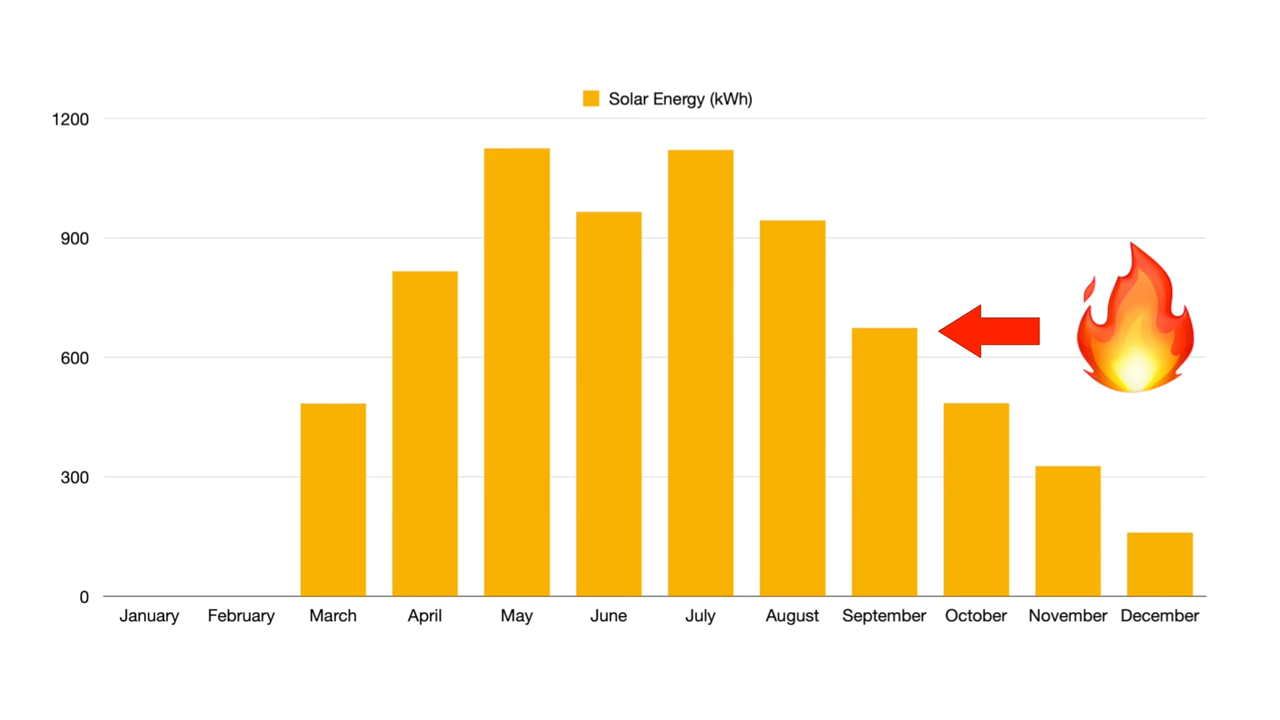 Solar Energy (kWh)
1200
900
600
300
0
January February March April May June July August September October November December